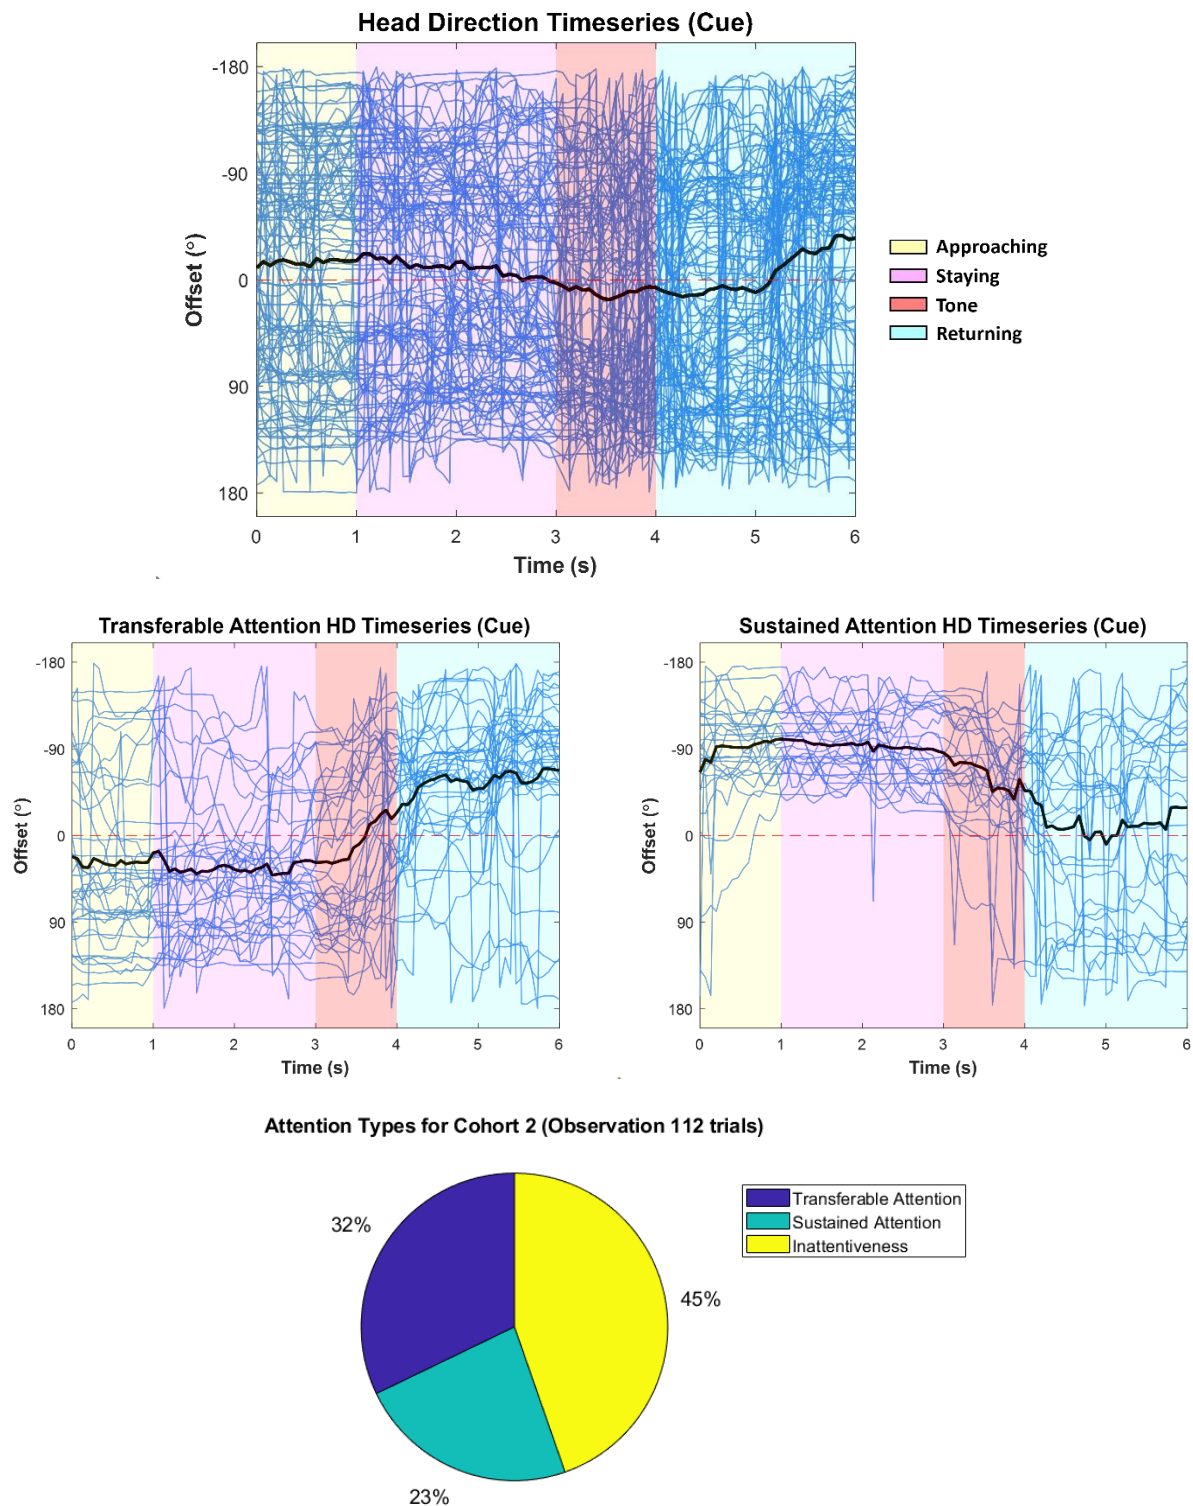 Head Direction Timeseries (Cue)
-180
-90
0
90
180
Offset (°)
0 1 2 3 4 5 6
Time (s)
Approaching
Staying
Tone
Returning
Transferable Attention HD Timeseries (Cue)
-180
-90
0
90
180
Offset (°)
0 1 2 3 4 5 6
Time (s)
Sustained Attention HD Timeseries (Cue)
-180
-90
0
90
180
Offset (°)
0 1 2 3 4 5 6
Time (s)
Attention Types for Cohort 2 (Observation 112 trials)
32%
23%
45%
Transferable Attention
Sustained Attention
Inattentiveness